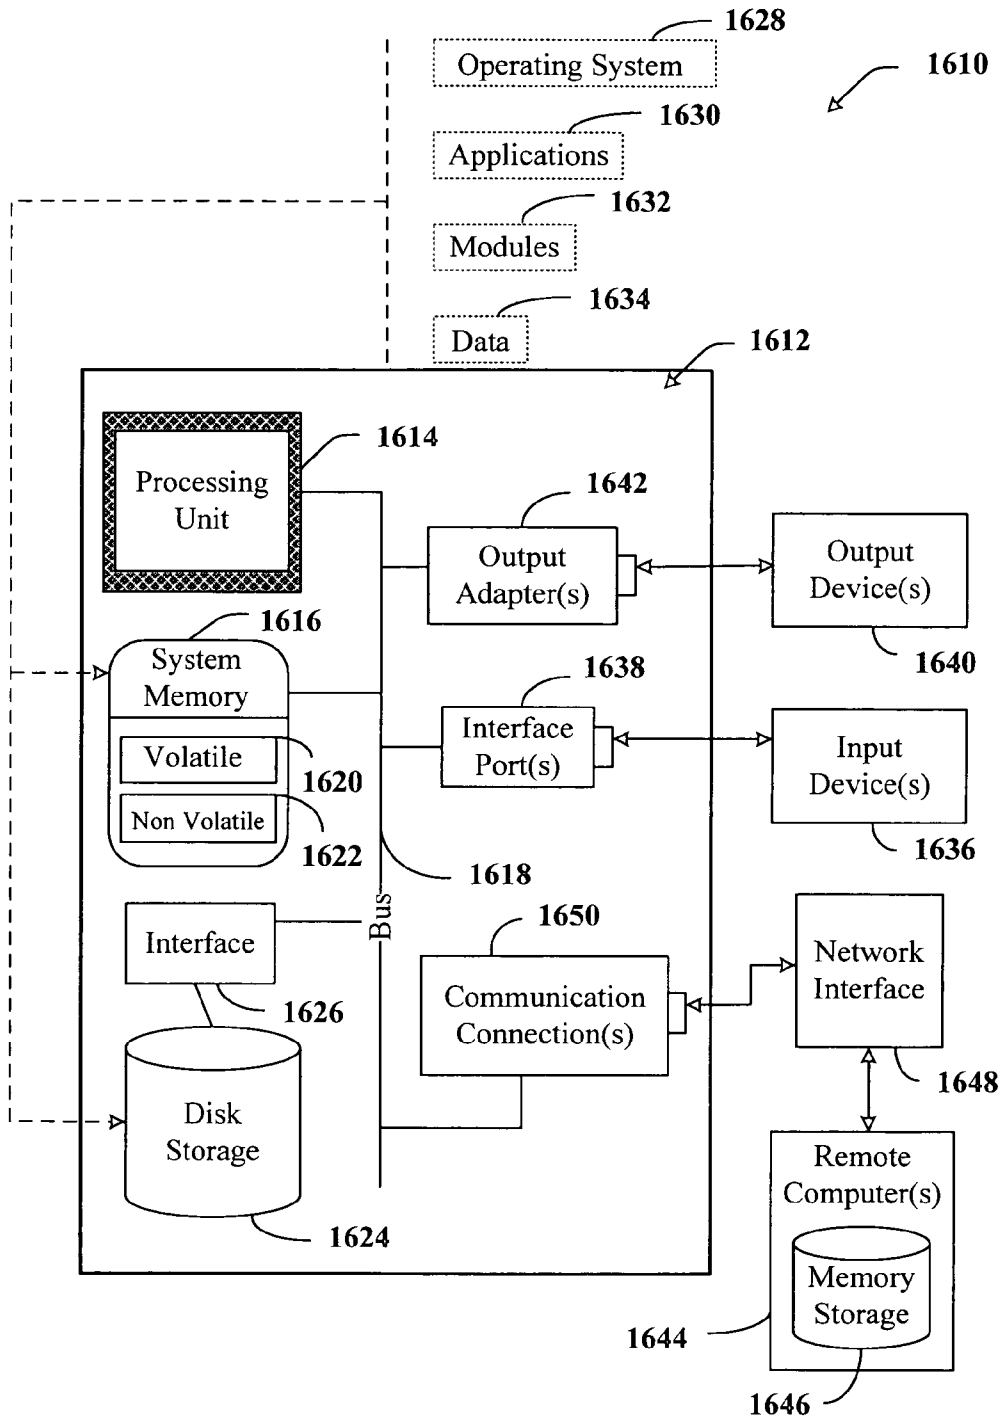 1628
Operating System
1610
1630
Applications
1632
Modules
1634
Data
1612
1614
Processing
Unit
1642
Output
Adapter(s)
Output
Device(s)
1640
1616
System
Memory
1638
Interface
Port(s)
Input
Device(s)
1636
Volatile
1620
Non Volatile
1622
1618
Bus
1650
Interface
1626
Communication
Connection(s)
Network
Interface
1648
Disk
Storage
1624
Remote
Computer(s)
Memory
Storage
1644
1646